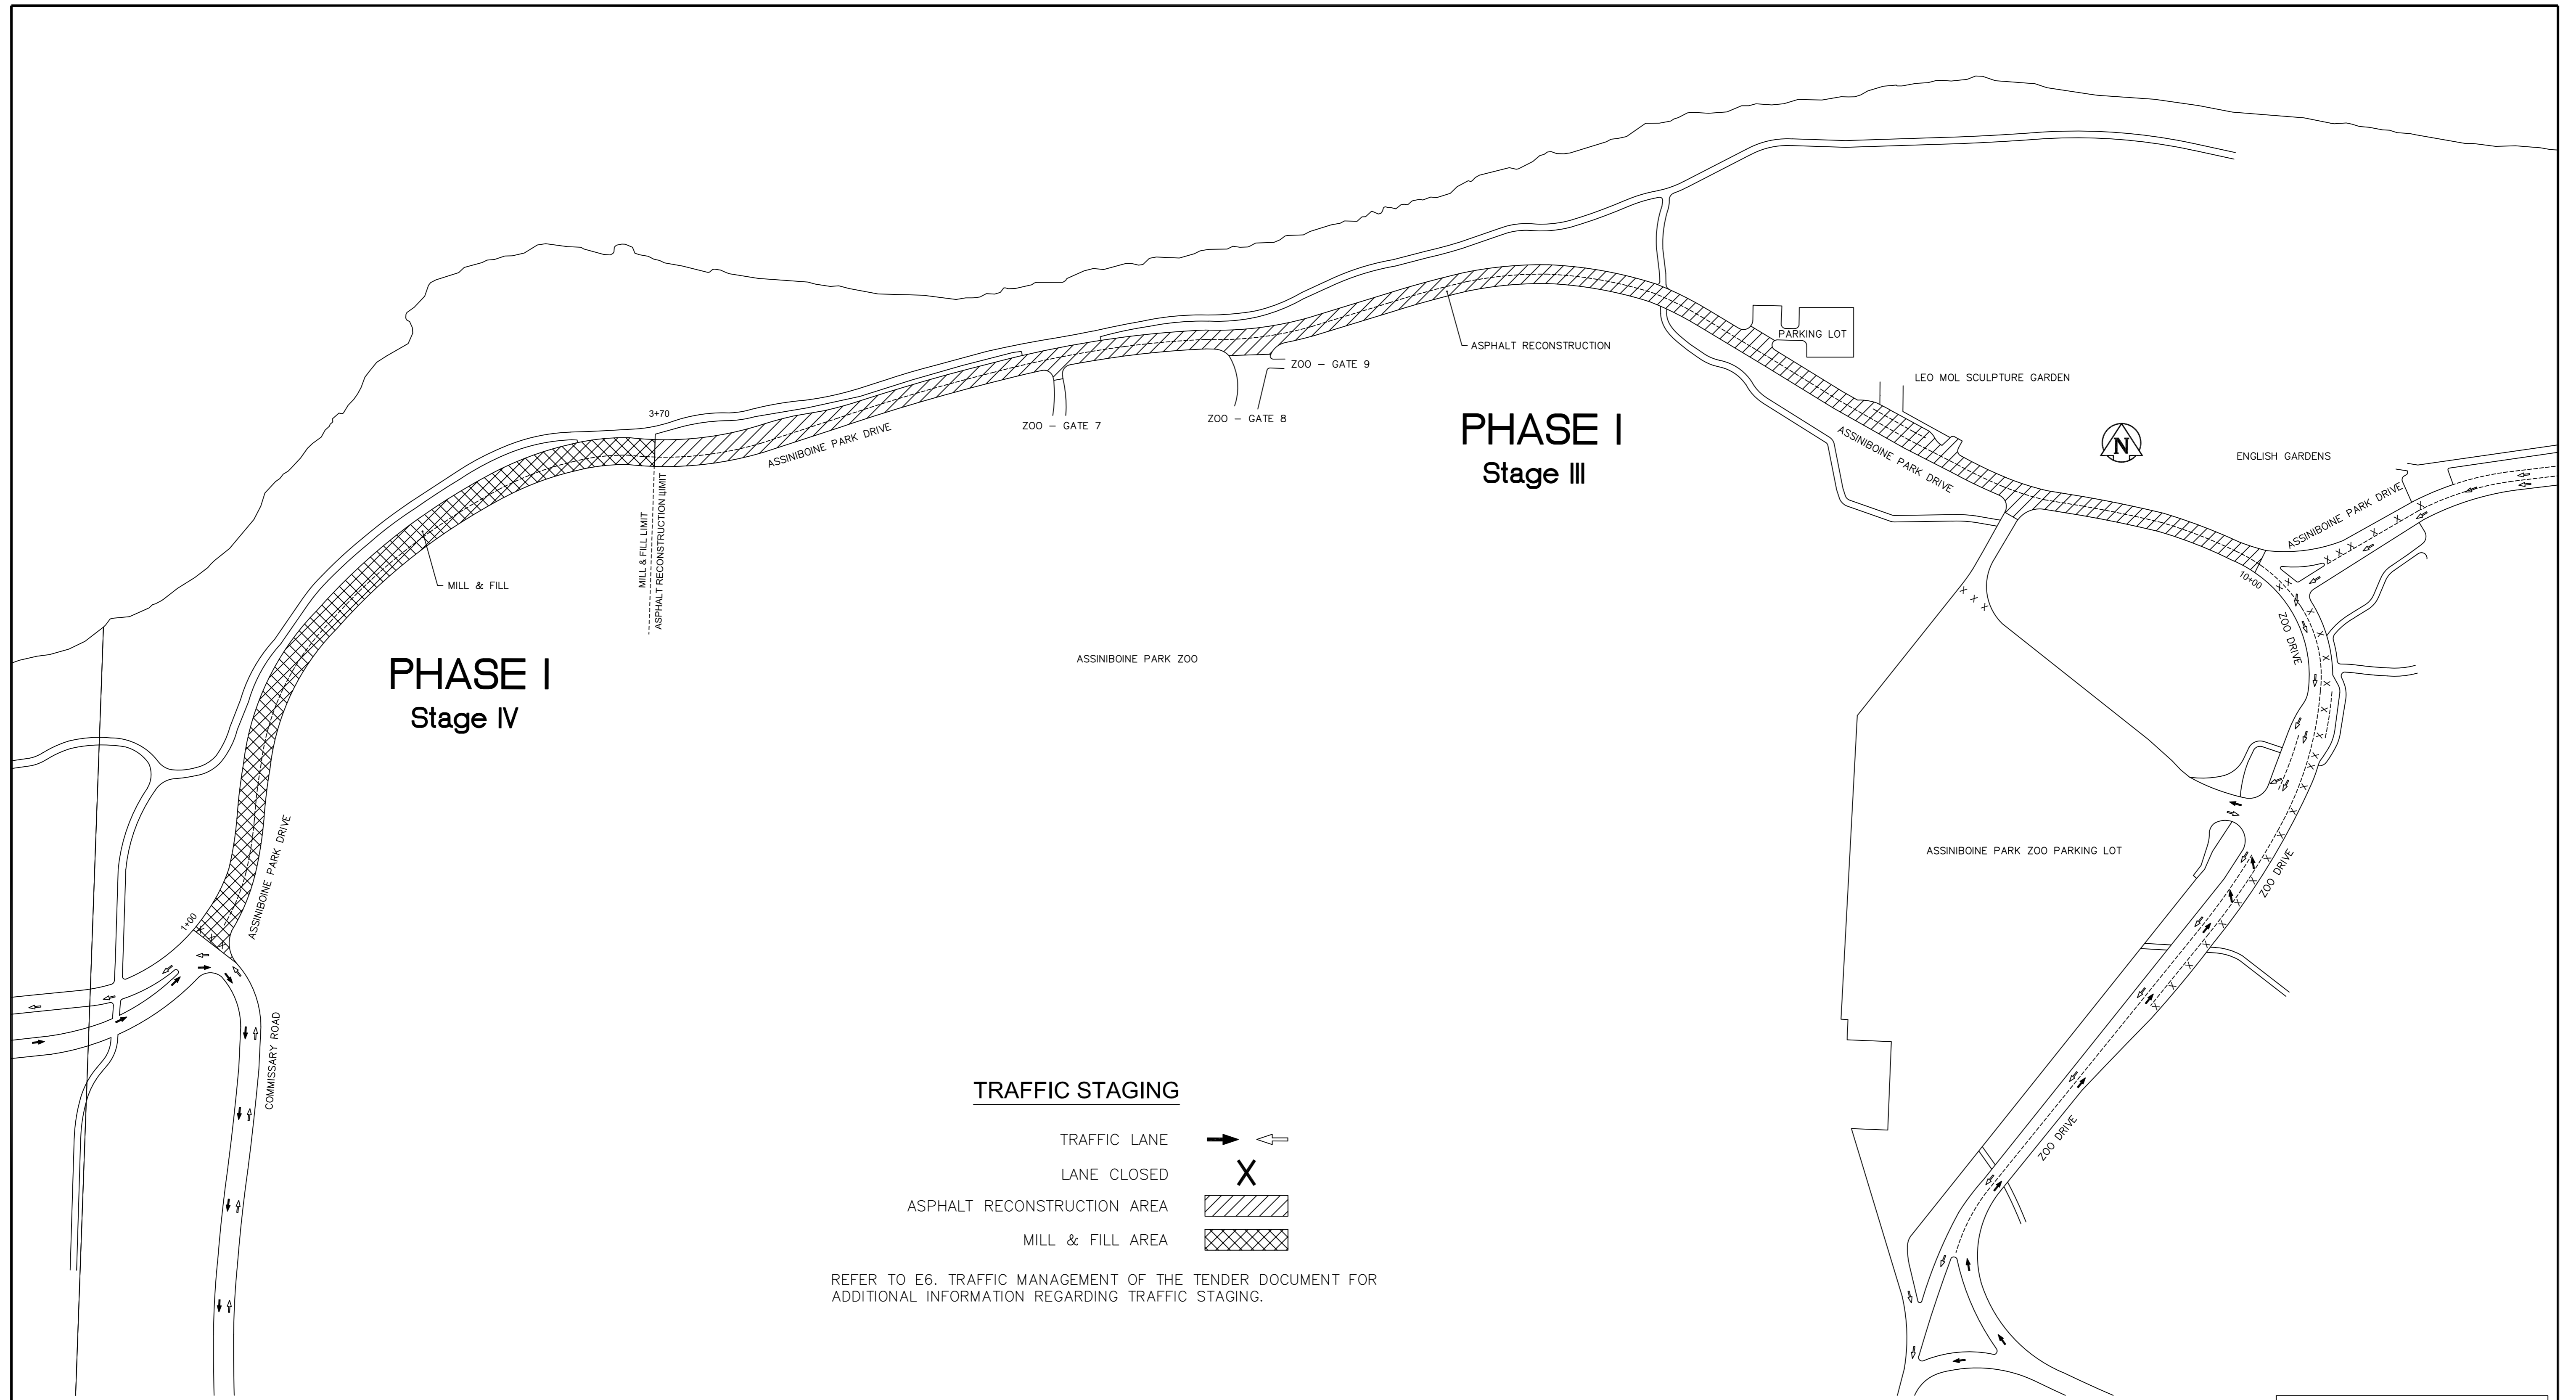 PARKING LOT
ASPHALT RECONSTRUCTION
ZOO – GATE 9
LEO MOL SCULPTURE GARDEN
3+70
ZOO – GATE 7
ZOO – GATE 8
ASSINIBOINE PARK DRIVE
PHASE I
Stage III
ASSINIBOINE PARK DRIVE
N
ENGLISH GARDENS
ASSINIBOINE PARK DRIVE
MILL & FILL LIMIT
ASPHALT RECONSTRUCTION LIMIT
MILL & FILL
10+00
ZOO DRIVE
ASSINIBOINE PARK ZOO
PHASE I
Stage IV
ASSINIBOINE PARK DRIVE
1+00
ASSINIBOINE PARK ZOO PARKING LOT
ZOO DRIVE
COMMISSARY ROAD
ZOO DRIVE
TRAFFIC STAGING
TRAFFIC LANE
LANE CLOSED X
ASPHALT RECONSTRUCTION AREA
MILL & FILL AREA
REFER TO E6. TRAFFIC MANAGEMENT OF THE TENDER DOCUMENT FOR
ADDITIONAL INFORMATION REGARDING TRAFFIC STAGING.